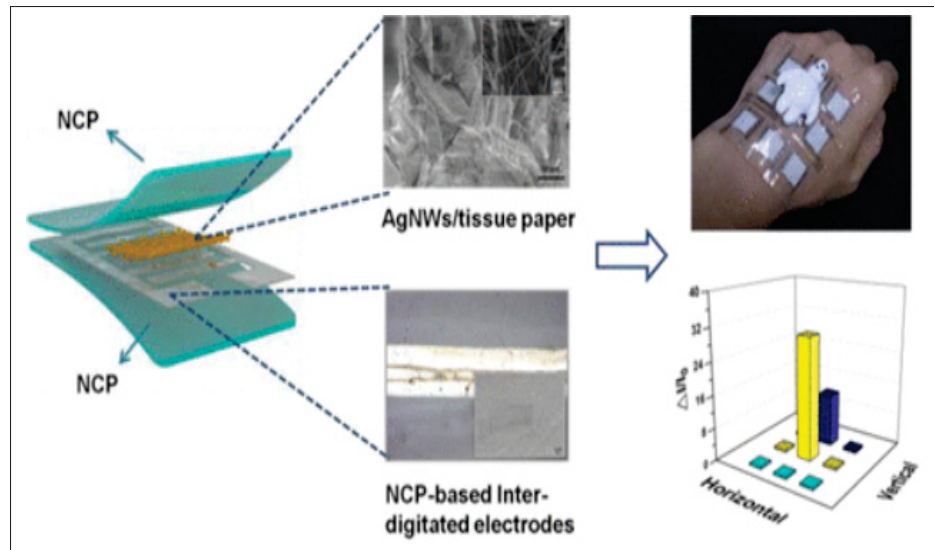 NCP
NCP
AgNWs/tissue paper
NCP-based Inter-
digitated electrodes
40
32
24
16
8
0
Horizontal
Vertical